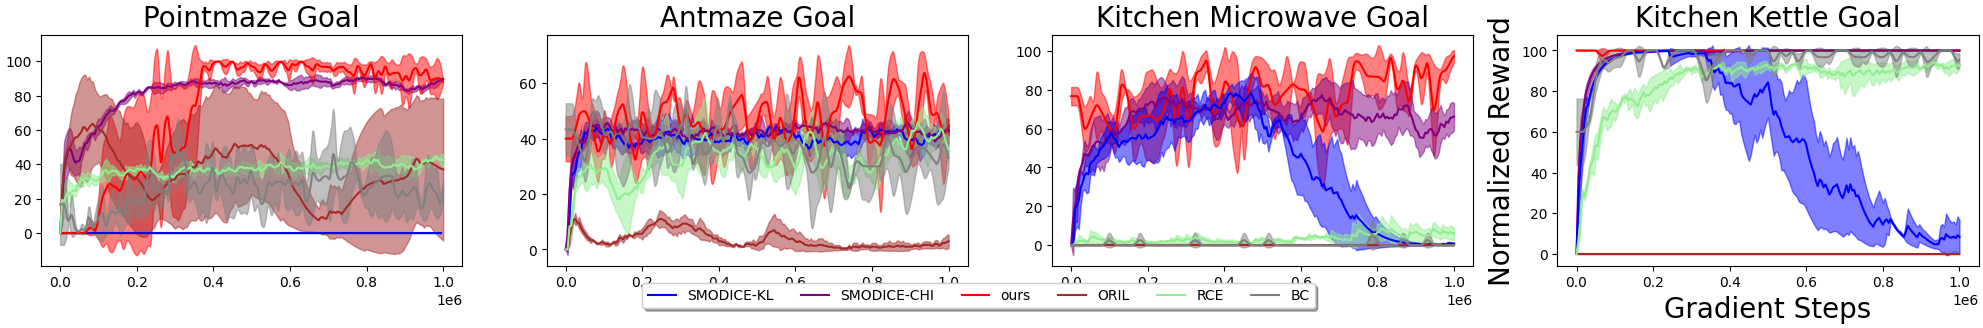 Pointmaze Goal
100
80
60
40
20
0
0.0 0.2 0.4 0.6 0.8 1.0
1e6
Antmaze Goal
60
40
20
0
0.0 0.2 0.4 0.6 0.8 1.0
Kitchen Microwave Goal
100
80
60
40
20
0
0.0 0.2 0.4 0.6 0.8 1.0
1e6
Kitchen Kettle Goal
Normalized Reward
100
80
60
40
20
0
0.0 0.2 0.4 0.6 0.8 1.0
1e6
Gradient Steps
SMODICE-KL SMODICE-CHI ours ORIL RCE BC